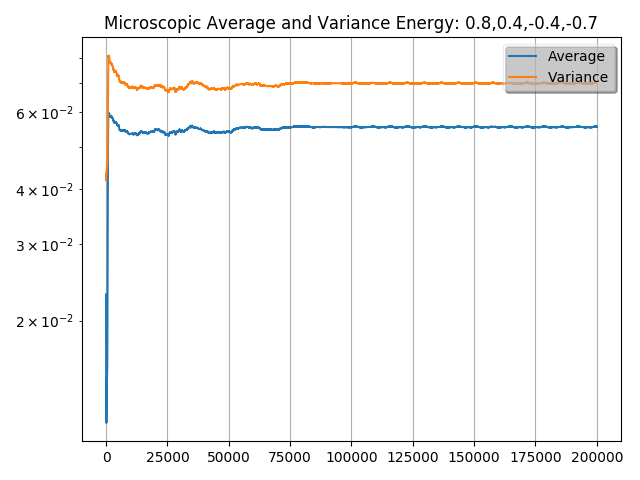 Microscopic Average and Variance Energy: 0.8,0.4,-0.4,-0.7
Average
Variance
6 × 10⁻²
4 × 10⁻²
3 × 10⁻²
2 × 10⁻²
0 25000 50000 75000 100000 125000 150000 175000 200000